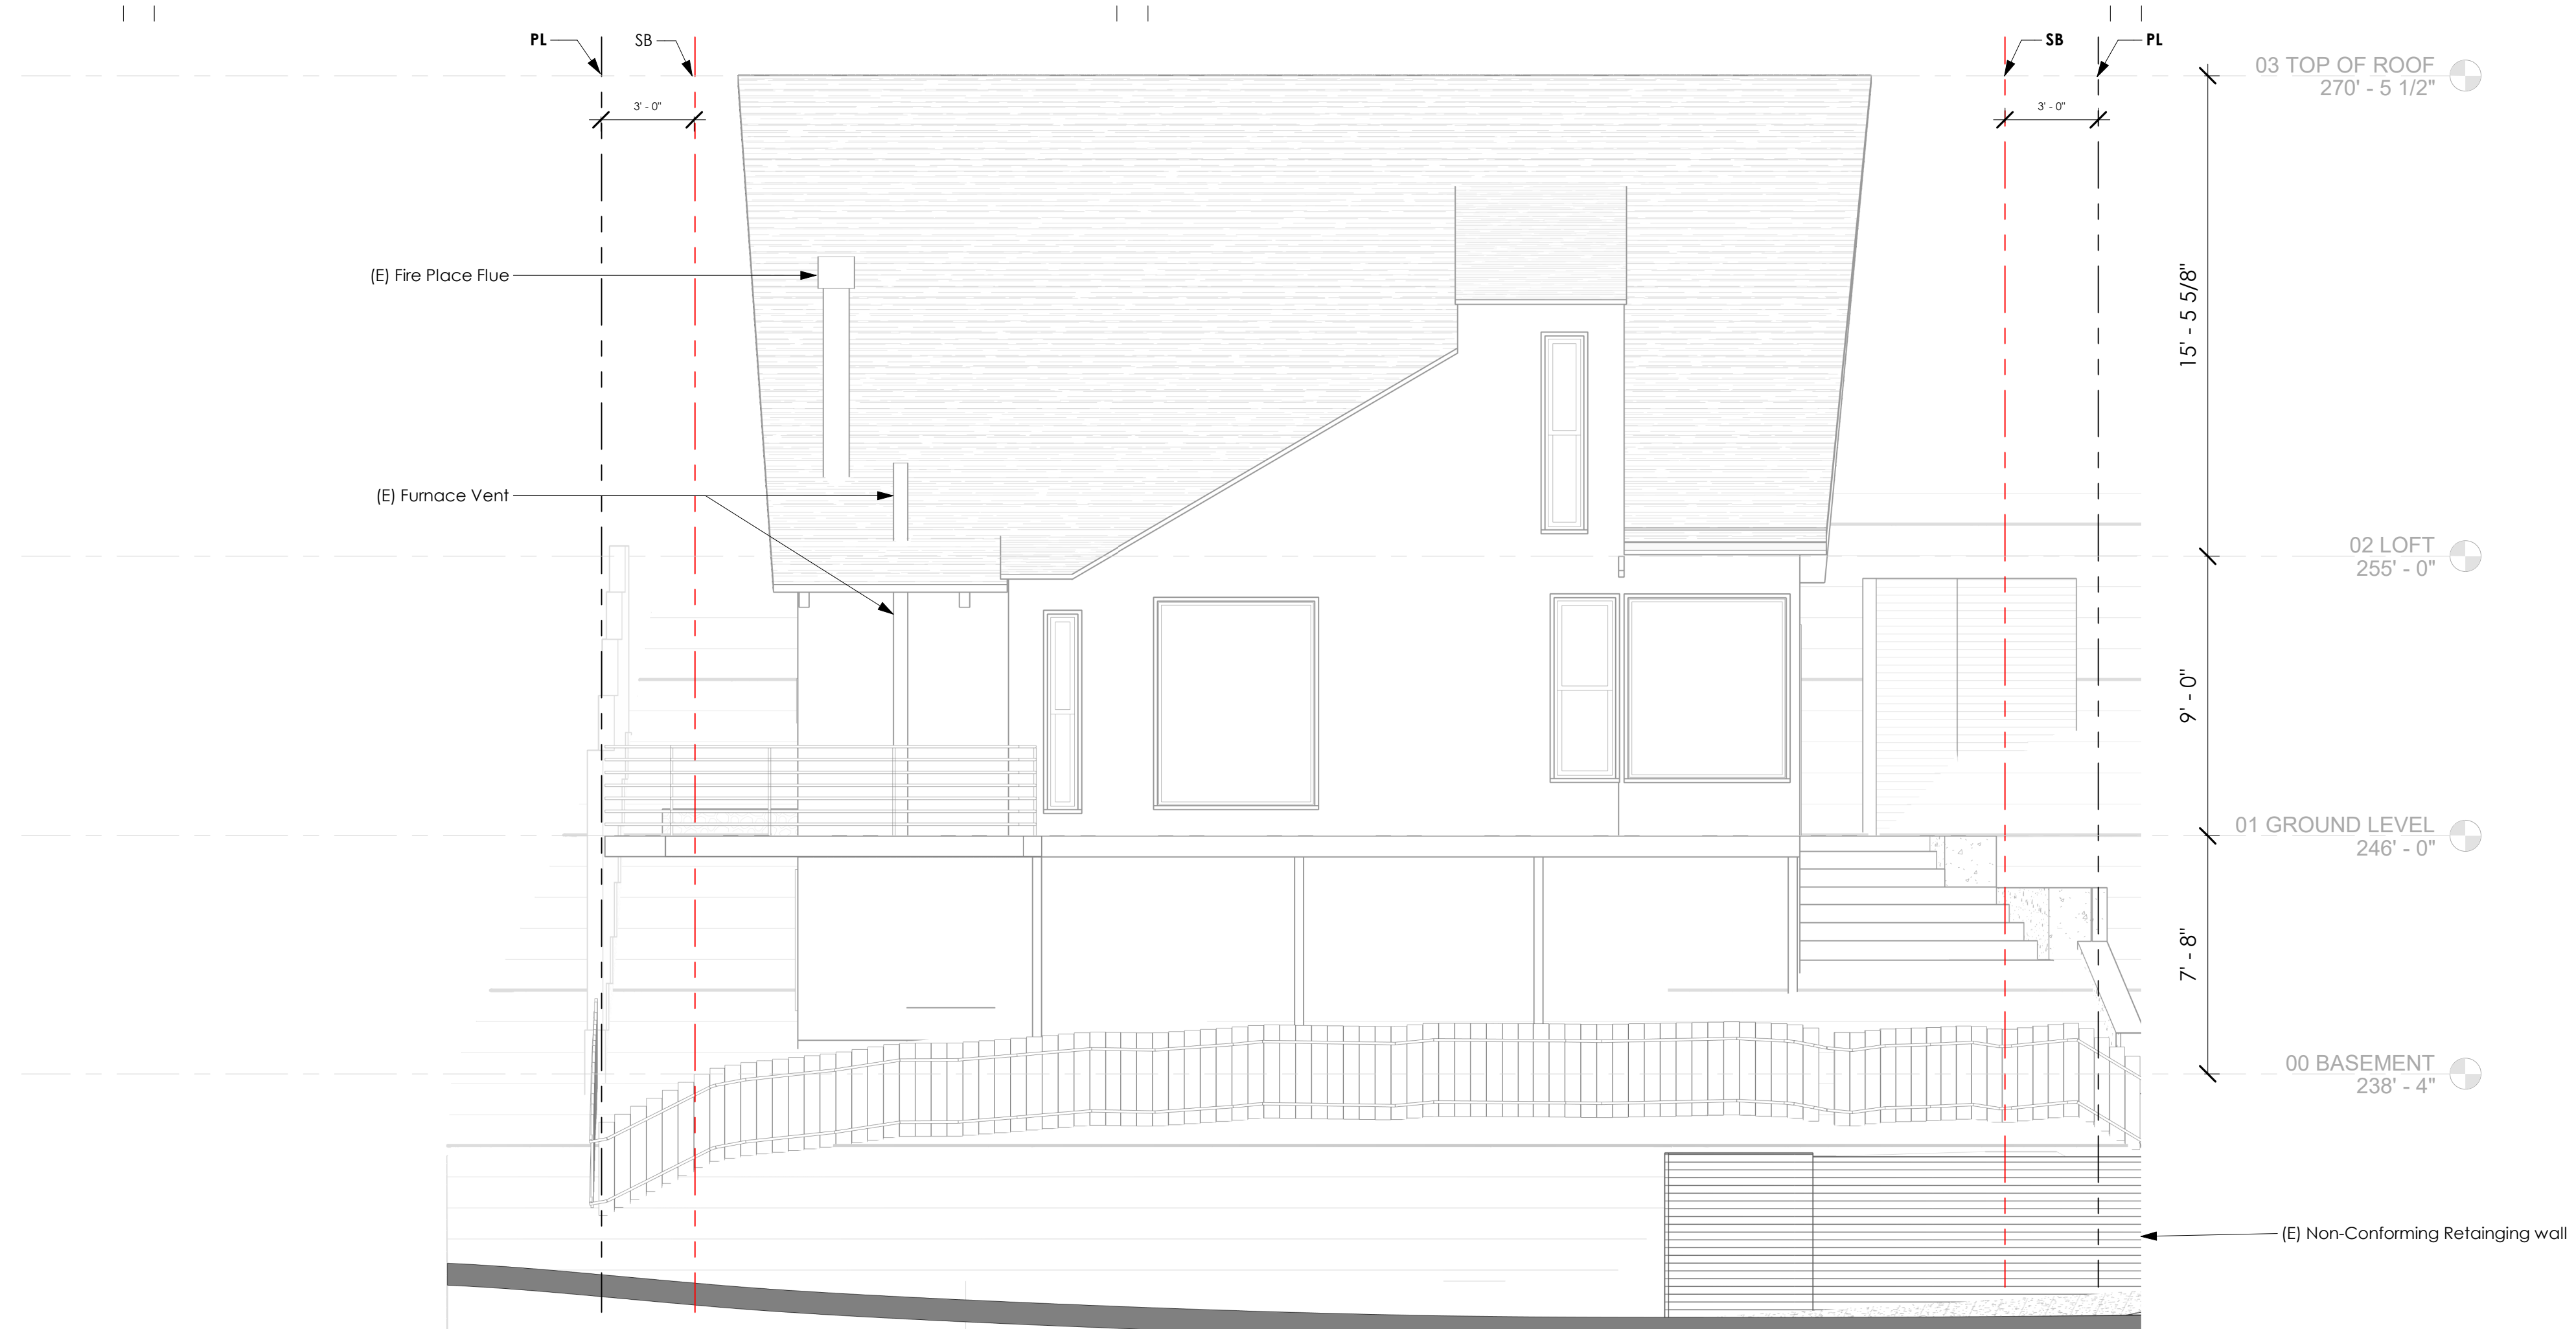 PL
SB
SB
PL
03 TOP OF ROOF
270' - 5 1/2"
3' - 0"
3' - 0"
(E) Fire Place Flue
15' - 5 5/8"
(E) Furnace Vent
02 LOFT
255' - 0"
9' - 0"
01 GROUND LEVEL
246' - 0"
7' - 8"
00 BASEMENT
238' - 4"
(E) Non-Conforming Retainging wall